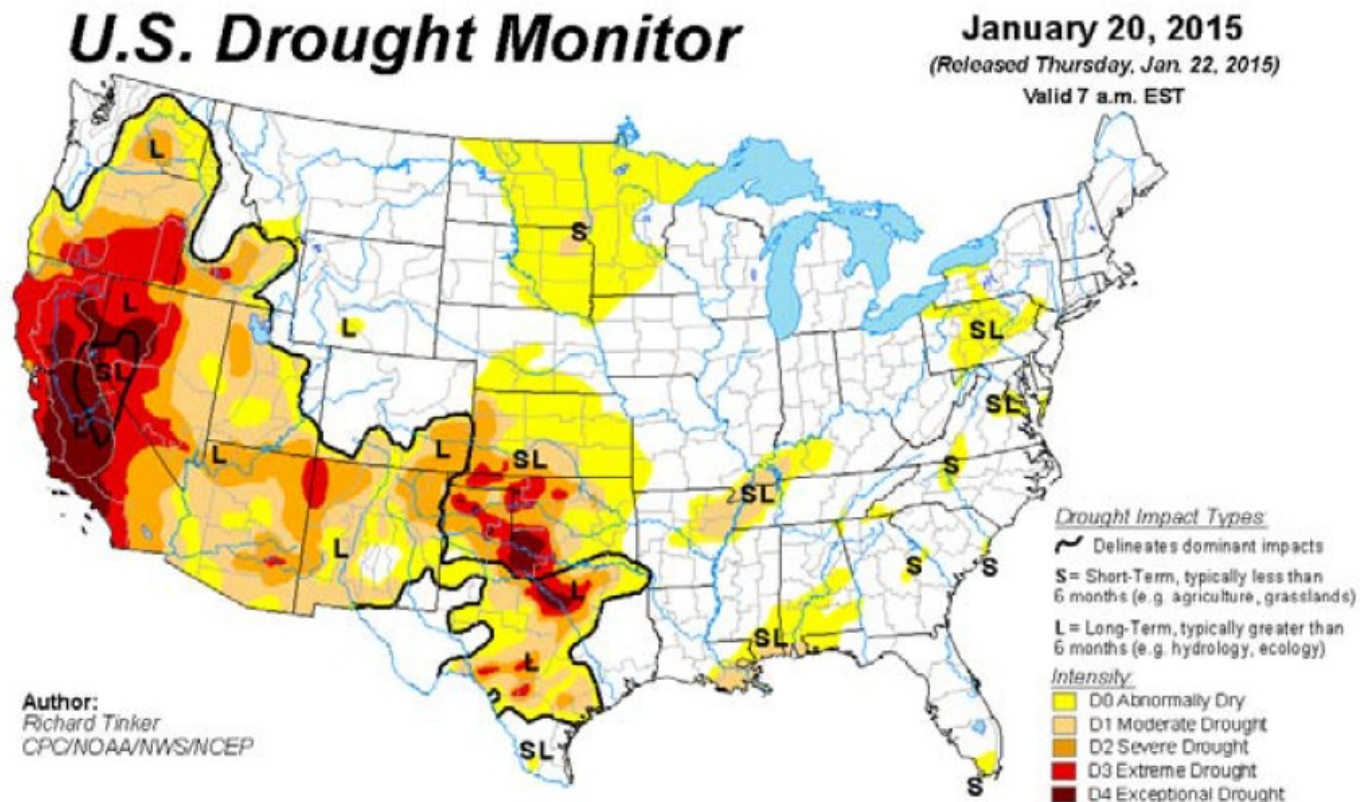 U.S. Drought Monitor
January 20, 2015
(Released Thursday, Jan. 22, 2015)
Valid 7 a.m. EST
L
S
L
L
SL
SL
SL
L
L
SL
S
SL
L
S
S
L
L
SL
SL
S
Drought Impact Types:
Delineates dominant impacts
S = Short-Term, typically less than
6 months (e.g. agriculture, grasslands)
L = Long-Term, typically greater than
6 months (e.g. hydrology, ecology)
Intensity:
D0 Abnormally Dry
D1 Moderate Drought
D2 Severe Drought
D3 Extreme Drought
D4 Exceptional Drought
Author:
Richard Tinker
CPC/NOAA/NWS/NCEP